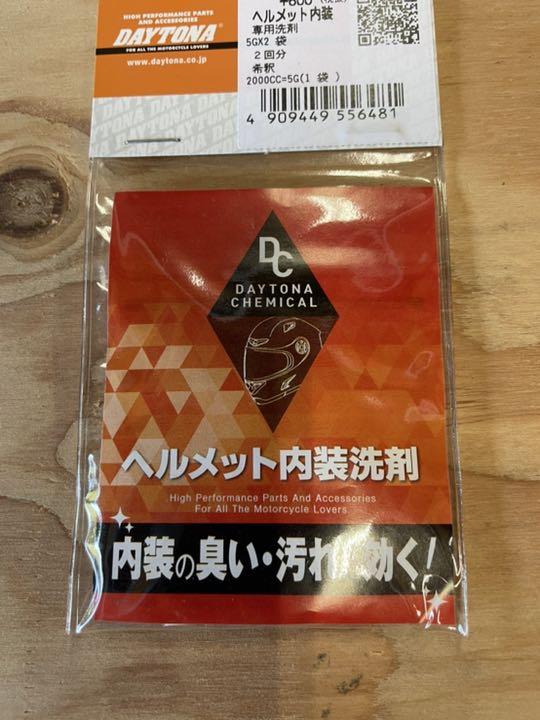 HIGH PERFORMANCE PARTS
AND ACCESSORIES
DAYTONA
FOR ALL THE MOTORCYCLE LOVERS
www.daytona.co.jp
ヘルメット内装
専用洗剤
5GX2 袋
2回分
希釈
2000CC=5G(1 袋 )
4 909449 556481
DC
DAYTONA
CHEMICAL
ヘルメット内装洗剤
High Performance Parts And Accessories
For All The Motorcycle Lovers
内装の臭い・汚れ 効く!